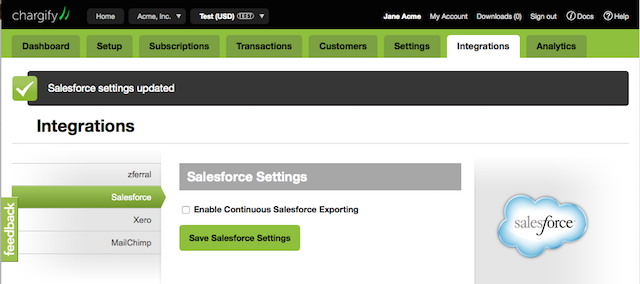 chargify Home Acme, Inc. Test (USD) Jane Acme My Account Downloads (0) Sign out Docs Help
Dashboard Setup Subscriptions Transactions Customers Settings Integrations Analytics
Salesforce settings updated
Integrations
zferral
Salesforce
Xero
MailChimp
feedback
Salesforce Settings
Enable Continuous Salesforce Exporting
Save Salesforce Settings
salesforce